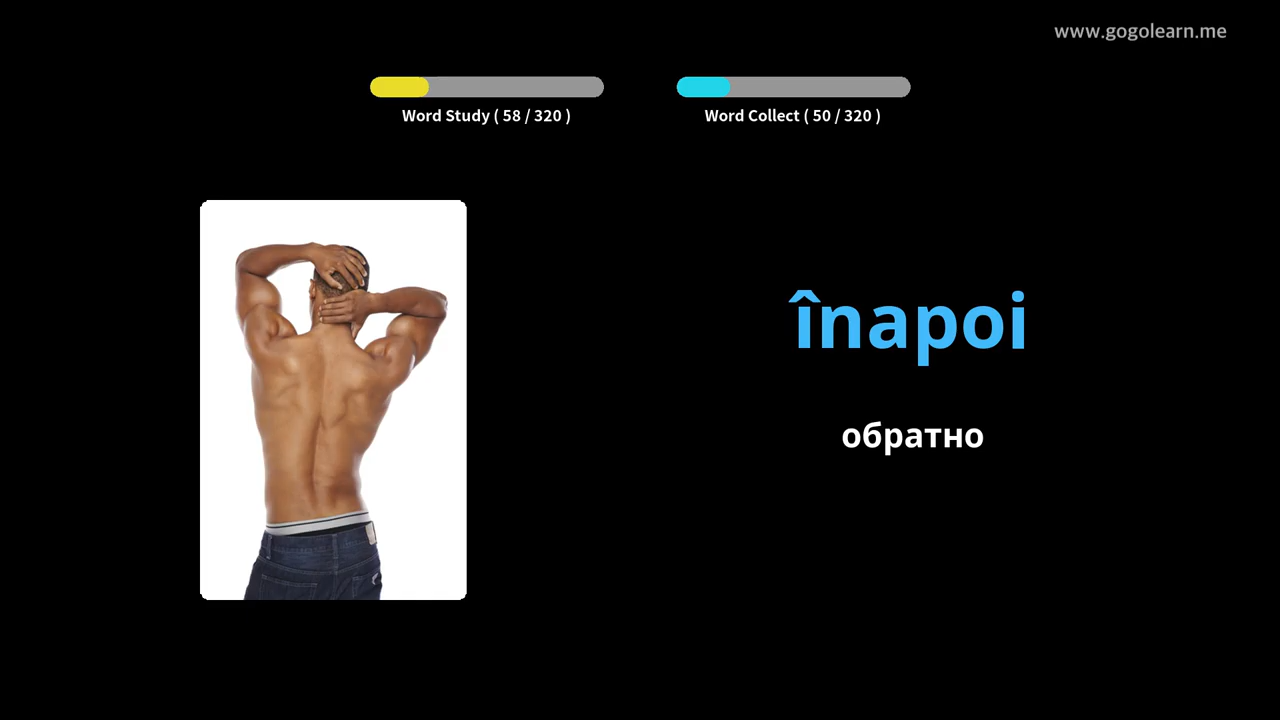 www.gogolearn.me
Word Study ( 58 / 320 )
Word Collect ( 50 / 320 )
înapoi
обратно